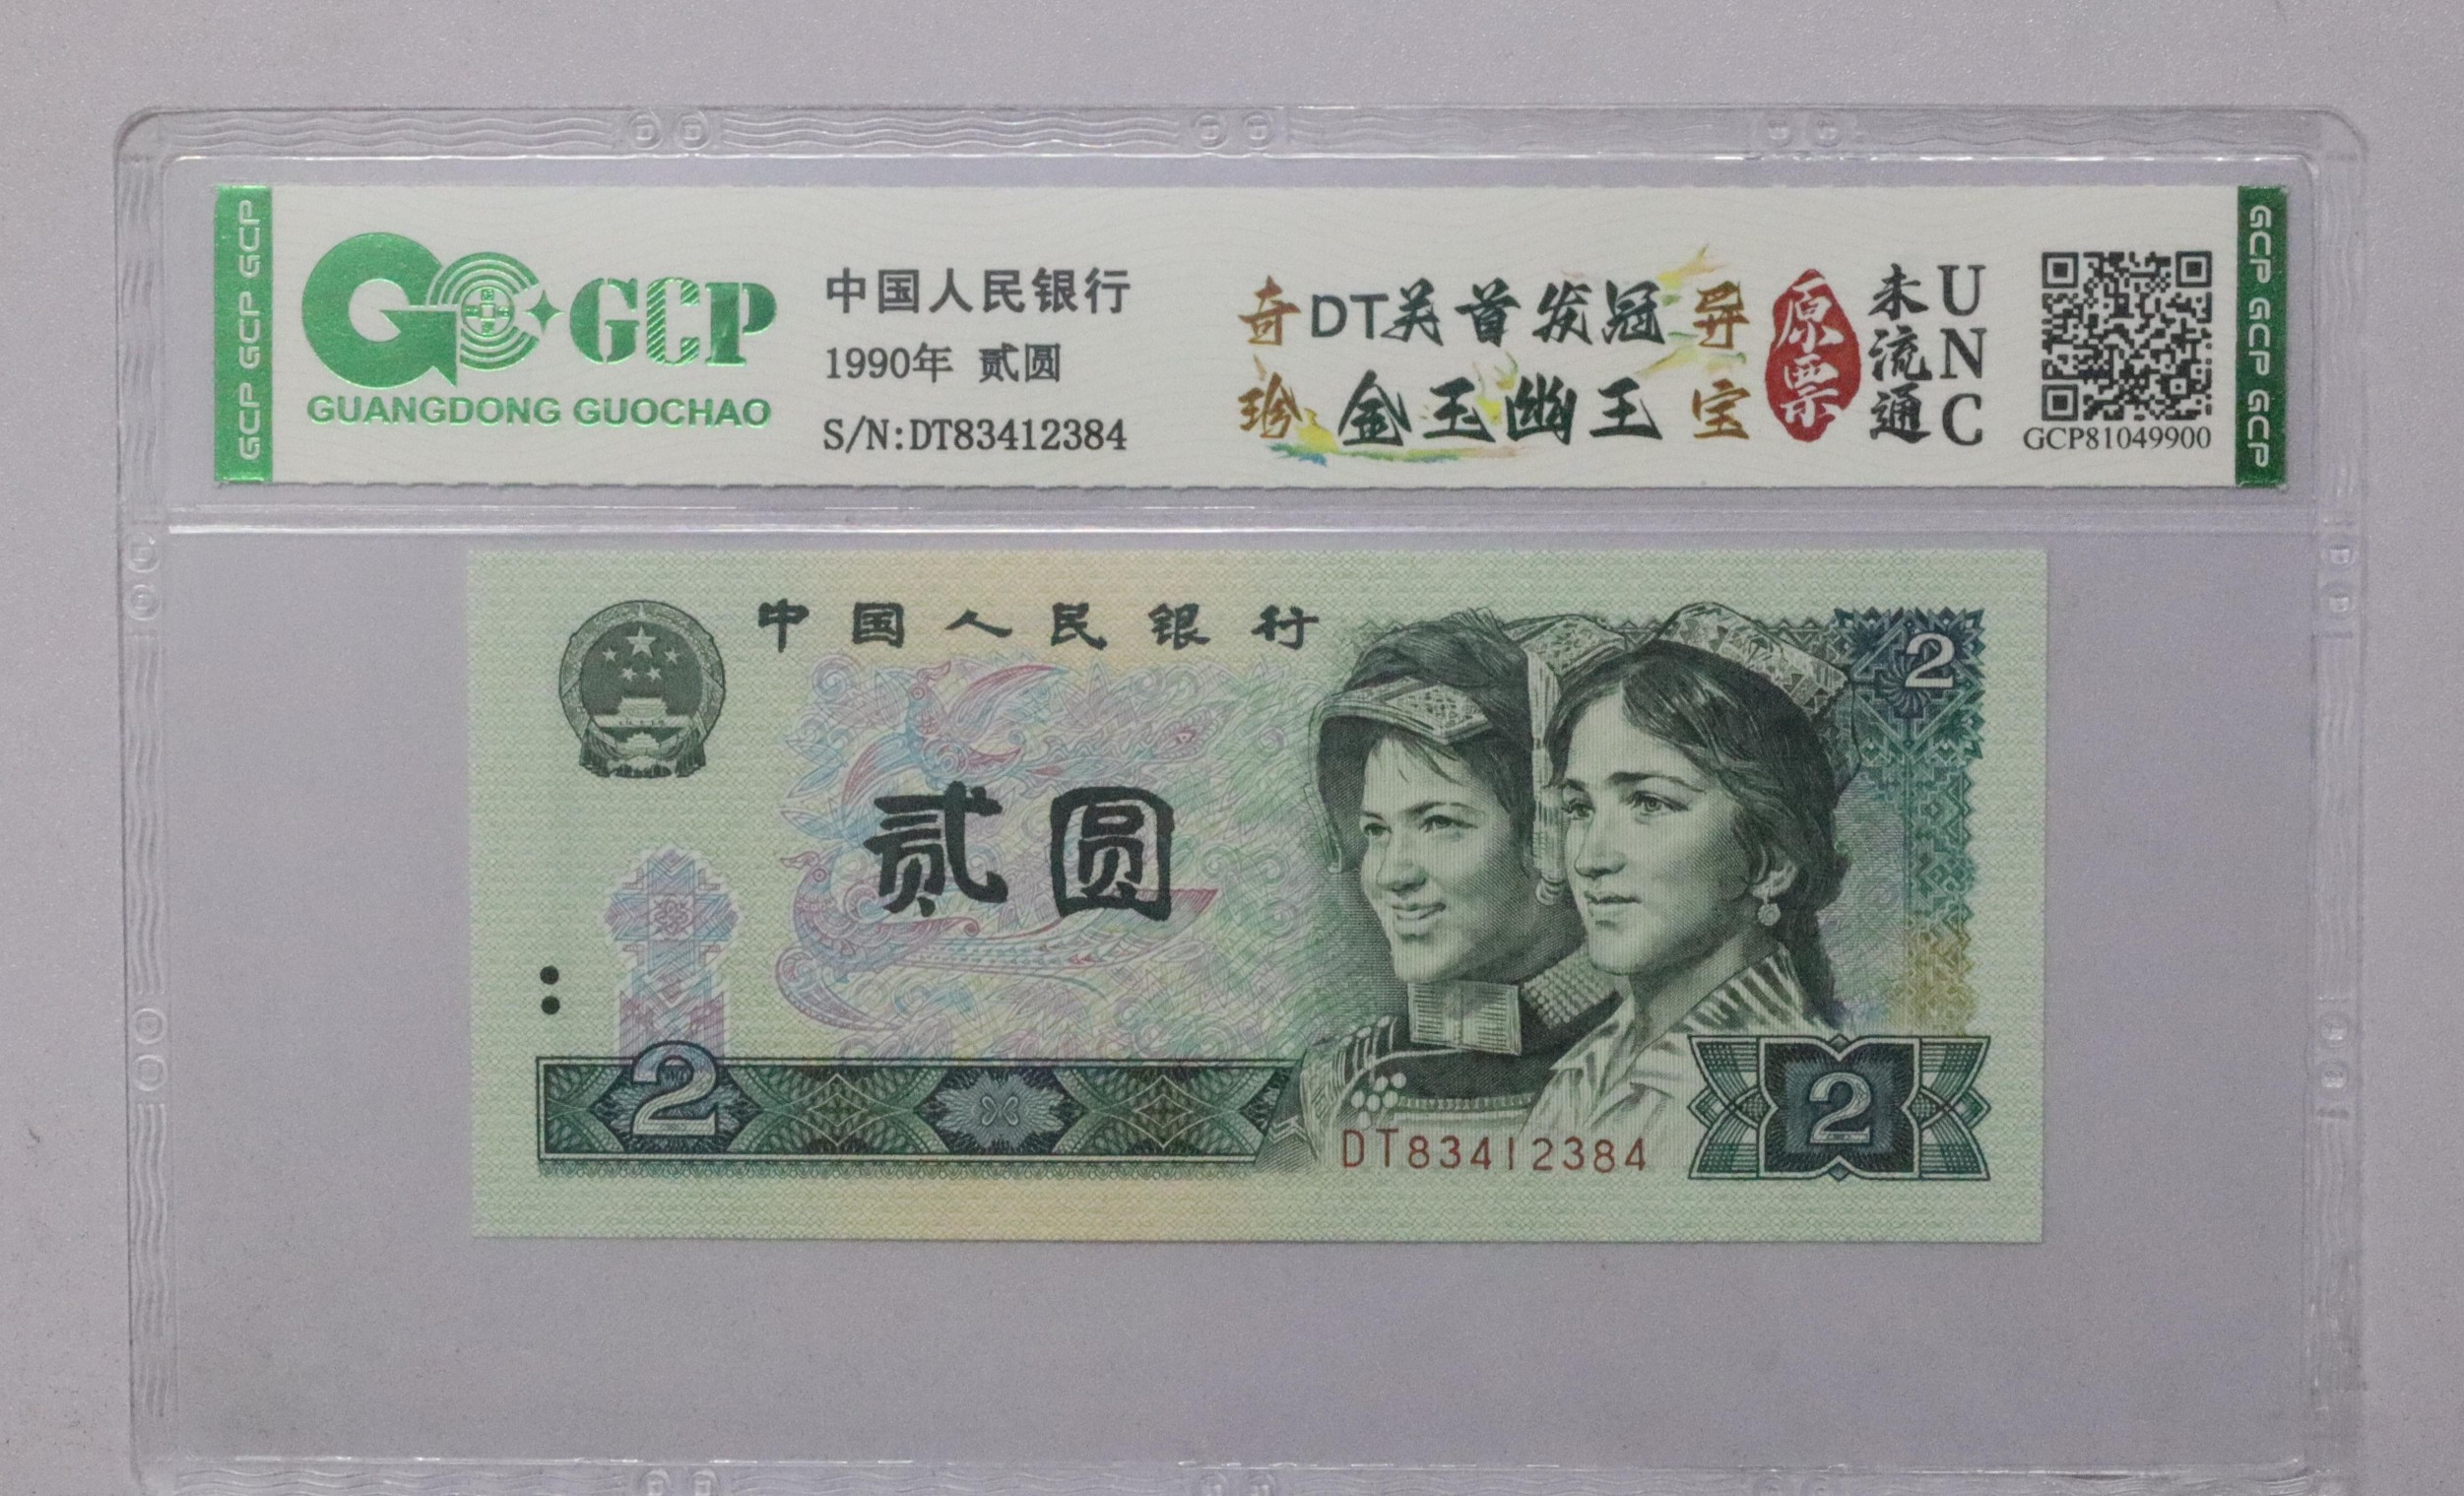 GCP GCP GCP
GCP
GUANGDONG GUOCHAO
中国人民银行
1990年 贰圆
S/N:DT83412384
奇 DT关首发冠 异
珍 金玉幽王 宝
原票
未流通
UNC
GCP81049900
GCP GCP GCP
中国人民银行
2
贰圆
2
DT83412384
2